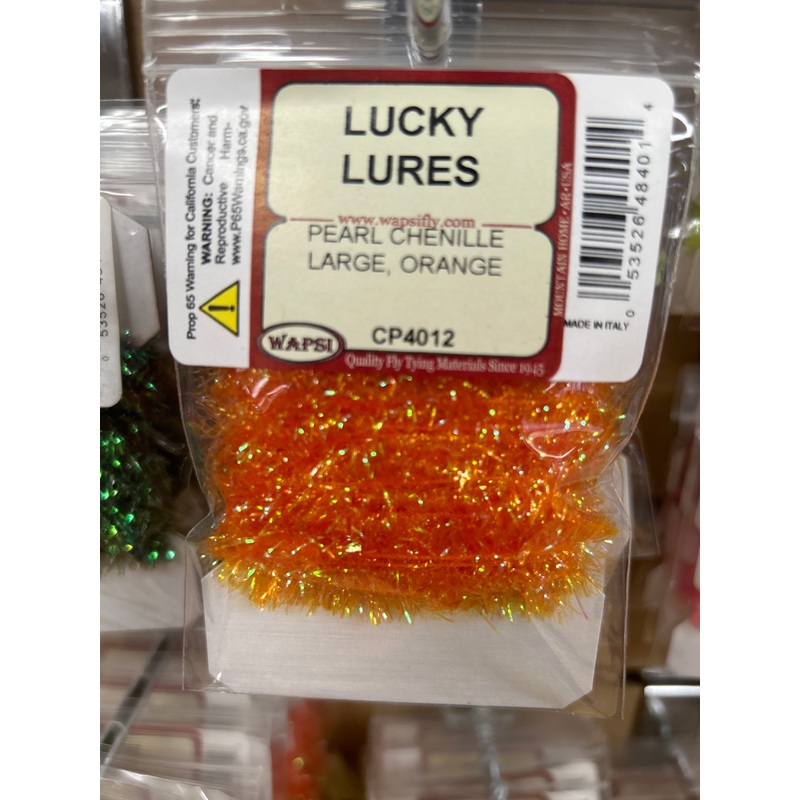 Prop 65 Warning for California Customers:
WARNING: Cancer and
Reproductive Harm-
www.P65Warnings.ca.gov
LUCKY
LURES
www.wapsifly.com
PEARL CHENILLE
LARGE, ORANGE
CP4012
WAPSI
Quality Fly Tying Materials Since 1945
MOUNTAIN HOME • AR • USA
0 53526 48401 4
MADE IN ITALY